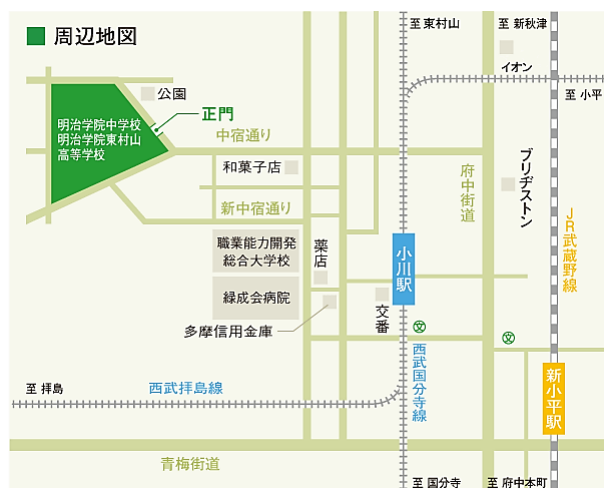 周辺地図
至 東村山
至 新秋津
イオン
至 小平
公園
正門
明治学院中学校
明治学院東村山
高等学校
中宿通り
和菓子店
府中街道
ブリヂストン
新中宿通り
JR武蔵野線
職業能力開発
総合大学校
薬店
小川駅
緑成会病院
交番
多摩信用金庫
文
文
西武国分寺線
新小平駅
至 拝島
西武拝島線
青梅街道
至 国分寺
至 府中本町